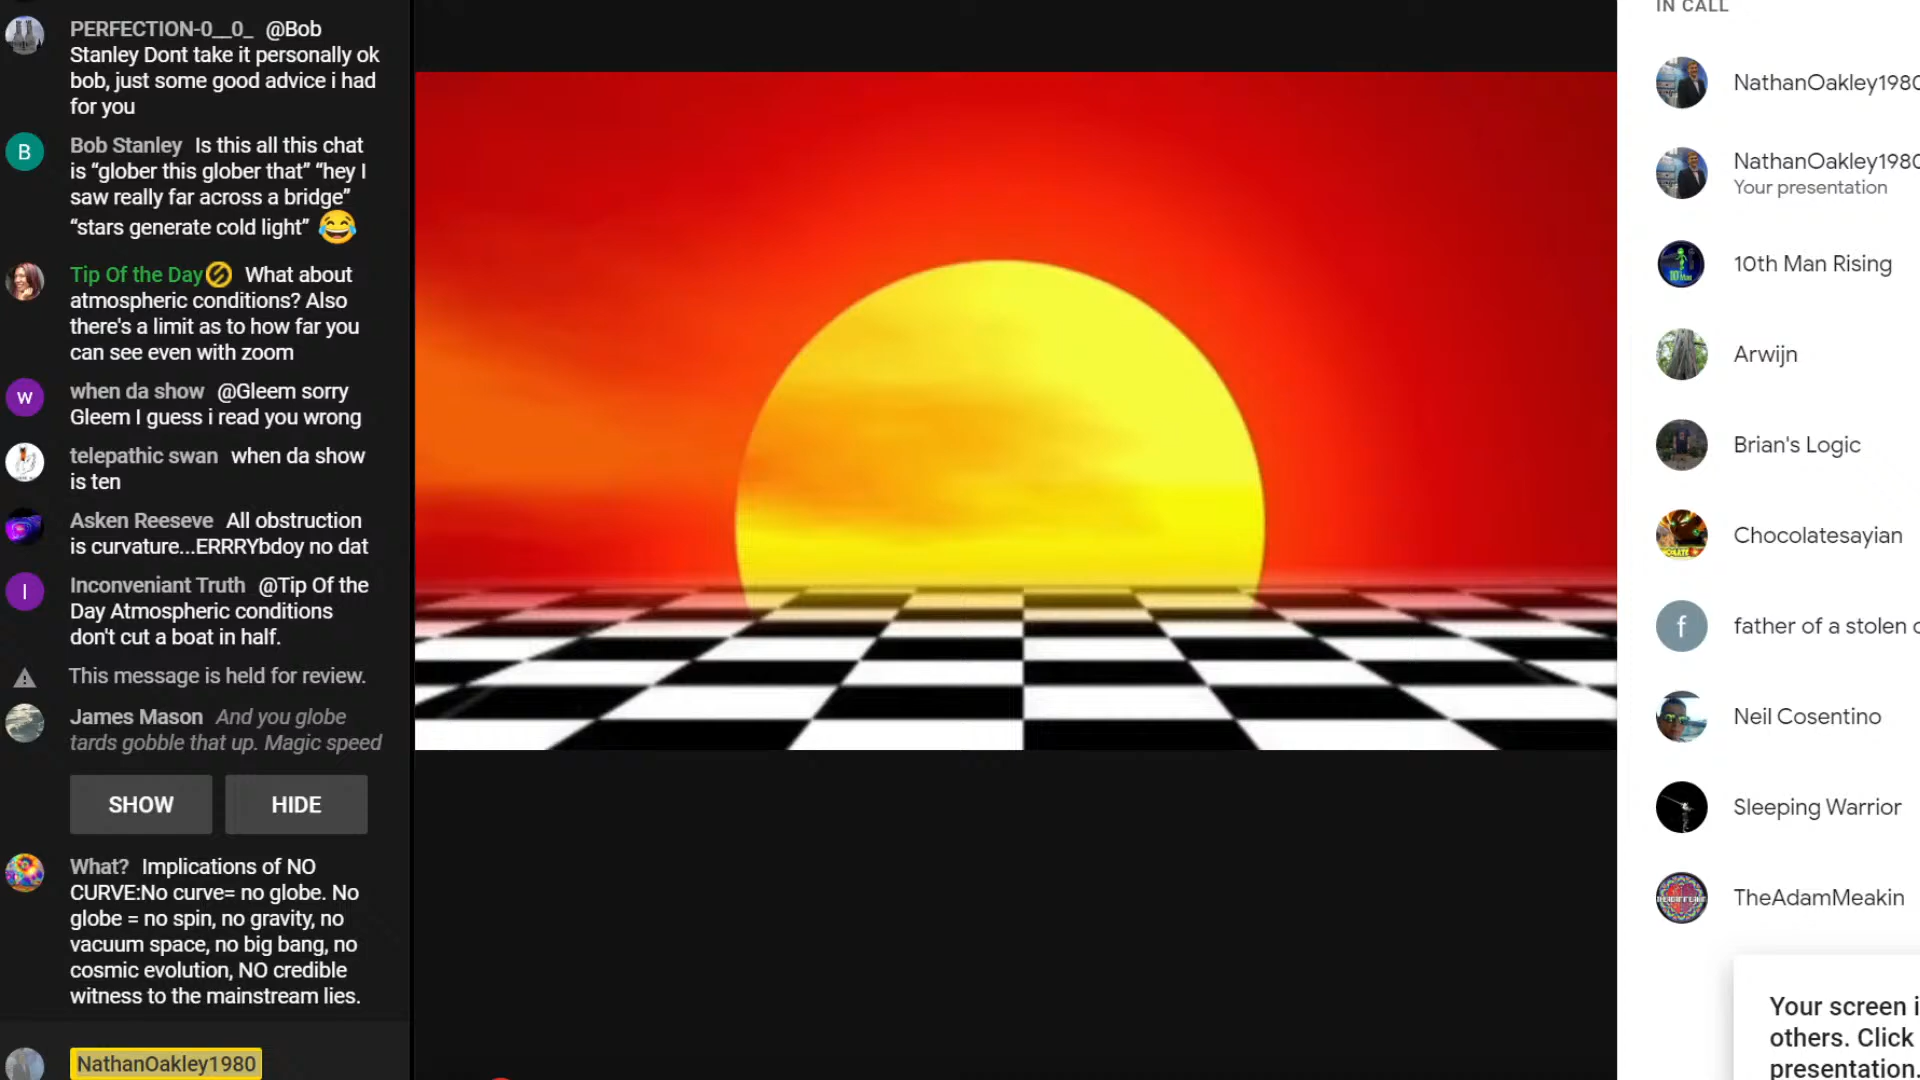 PERFECTION-0__0_ @Bob
Stanley Dont take it personally ok
bob, just some good advice i had
for you
B
Bob Stanley Is this all this chat
is “glober this glober that” “hey I
saw really far across a bridge”
“stars generate cold light” 😂
Tip Of the Day What about
atmospheric conditions? Also
there's a limit as to how far you
can see even with zoom
w
when da show @Gleem sorry
Gleem I guess i read you wrong
telepathic swan when da show
is ten
Asken Reeseve All obstruction
is curvature...ERRRYbdoy no dat
I
Inconveniant Truth @Tip Of the
Day Atmospheric conditions
don't cut a boat in half.
This message is held for review.
James Mason And you globe
tards gobble that up. Magic speed
SHOW HIDE
What? Implications of NO
CURVE:No curve= no globe. No
globe = no spin, no gravity, no
vacuum space, no big bang, no
cosmic evolution, NO credible
witness to the mainstream lies.
NathanOakley1980
IN CALL
NathanOakley1980
NathanOakley1980
Your presentation
10th Man Rising
Arwijn
Brian's Logic
Chocolatesayian
f
father of a stolen
Neil Cosentino
Sleeping Warrior
TheAdamMeakin
Your screen i
others. Click
presentation.